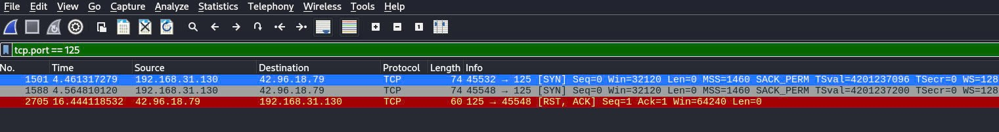 File Edit View Go Capture Analyze Statistics Telephony Wireless Tools Help
tcp.port == 125
No. Time Source Destination Protocol Length Info
1501 4.461317279 192.168.31.130 42.96.18.79 TCP 74 45532 → 125 [SYN] Seq=0 Win=32120 Len=0 MSS=1460 SACK_PERM TSval=4201237096 TSecr=0 WS=128
1588 4.564810120 192.168.31.130 42.96.18.79 TCP 74 45548 → 125 [SYN] Seq=0 Win=32120 Len=0 MSS=1460 SACK_PERM TSval=4201237200 TSecr=0 WS=128
2705 16.444118532 42.96.18.79 192.168.31.130 TCP 60 125 → 45548 [RST, ACK] Seq=1 Ack=1 Win=64240 Len=0